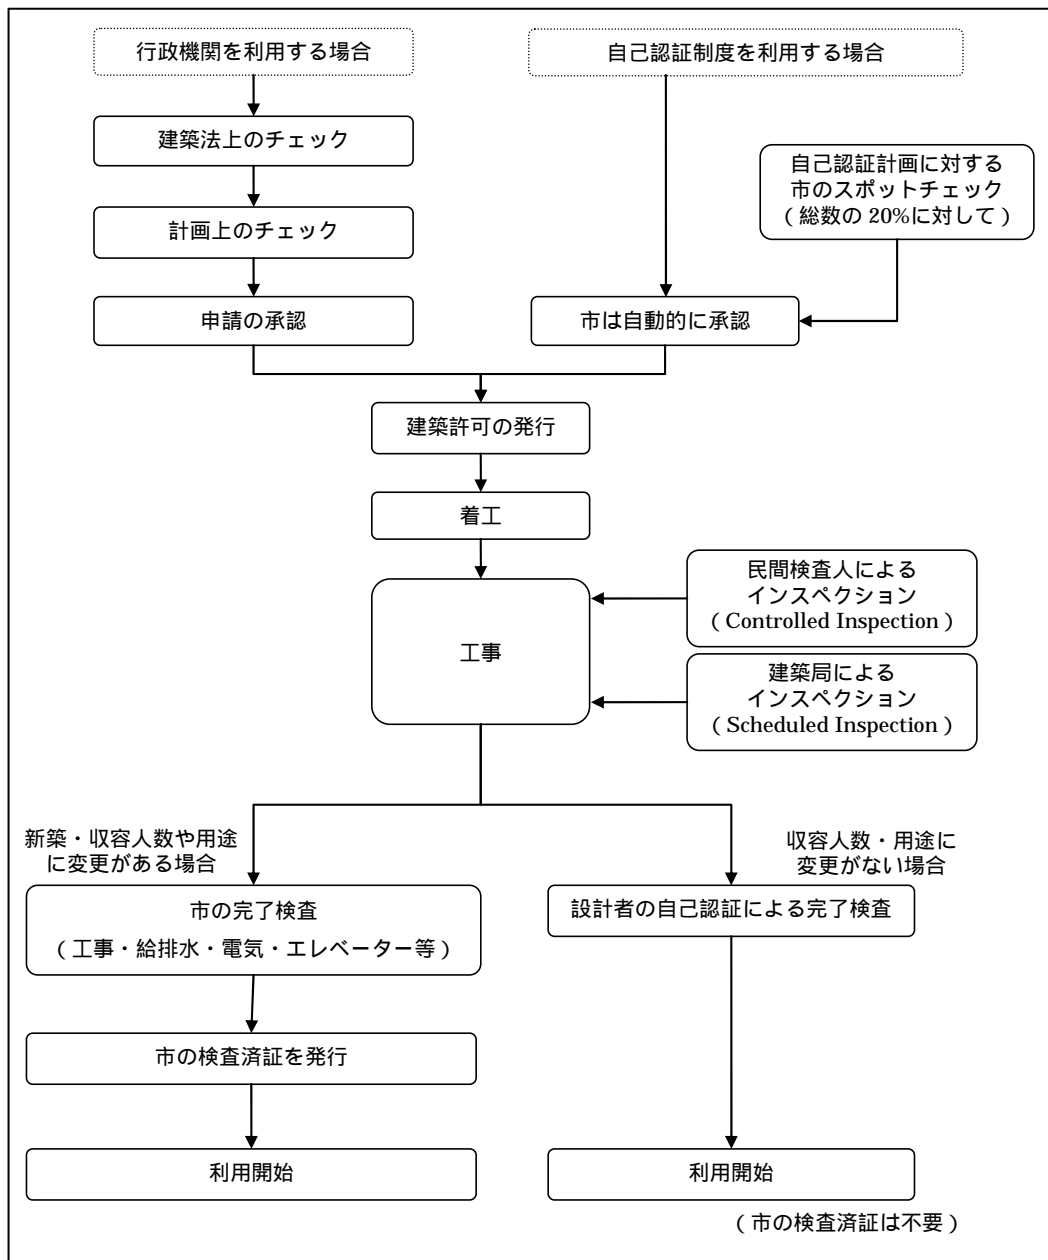 行政機関を利用する場合
自己認証制度を利用する場合
建築法上のチェック
自己認証計画に対する
市のスポットチェック
（総数の 20%に対して）
計画上のチェック
申請の承認
市は自動的に承認
建築許可の発行
着工
民間検査人による
インスペクション
（Controlled Inspection）
工事
建築局による
インスペクション
（Scheduled Inspection）
新築・収容人数や用途
に変更がある場合
収容人数・用途に
変更がない場合
市の完了検査
（工事・給排水・電気・エレベーター等）
設計者の自己認証による完了検査
市の検査済証を発行
利用開始
利用開始
（市の検査済証は不要）